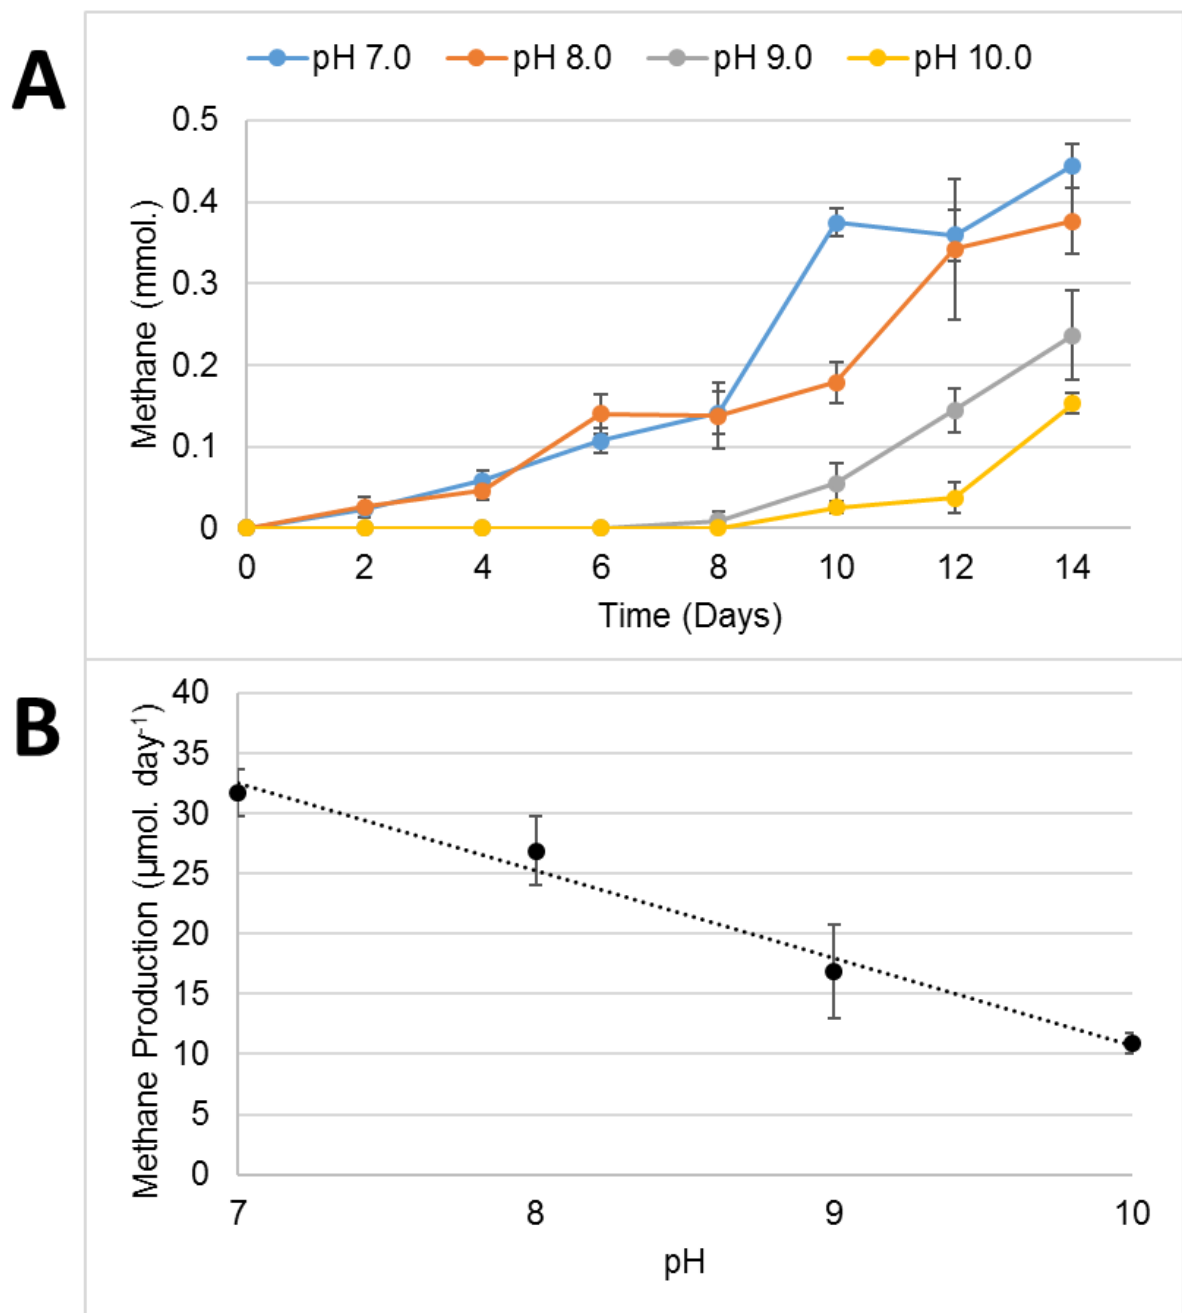 A
pH 7.0 pH 8.0 pH 9.0 pH 10.0
Methane (mmol.)
0.5
0.4
0.3
0.2
0.1
0
0 2 4 6 8 10 12 14
Time (Days)
B
Methane Production (µmol. day⁻¹)
40
35
30
25
20
15
10
5
0
7 8 9 10
pH